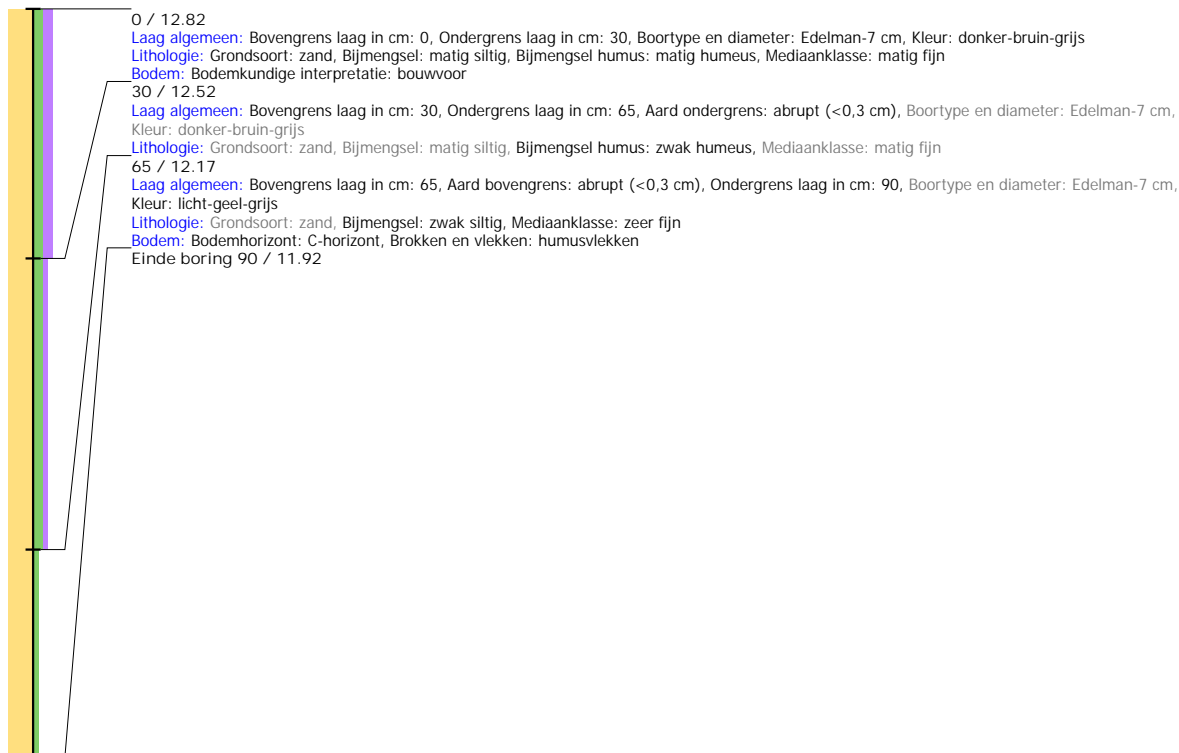 0 / 12.82
Laag algemeen: Bovengrens laag in cm: 0, Ondergrens laag in cm: 30, Boortype en diameter: Edelman-7 cm, Kleur: donker-bruin-grijs
Lithologie: Grondsoort: zand, Bijmengsel: matig siltig, Bijmengsel humus: matig humeus, Mediaanklasse: matig fijn
Bodem: Bodemkundige interpretatie: bouwvoor
30 / 12.52
Laag algemeen: Bovengrens laag in cm: 30, Ondergrens laag in cm: 65, Aard ondergrens: abrupt (<0,3 cm), Boortype en diameter: Edelman-7 cm,
Kleur: donker-bruin-grijs
Lithologie: Grondsoort: zand, Bijmengsel: matig siltig, Bijmengsel humus: zwak humeus, Mediaanklasse: matig fijn
65 / 12.17
Laag algemeen: Bovengrens laag in cm: 65, Aard bovengrens: abrupt (<0,3 cm), Ondergrens laag in cm: 90, Boortype en diameter: Edelman-7 cm,
Kleur: licht-geel-grijs
Lithologie: Grondsoort: zand, Bijmengsel: zwak siltig, Mediaanklasse: zeer fijn
Bodem: Bodemhorizont: C-horizont, Brokken en vlekken: humusvlekken
Einde boring 90 / 11.92